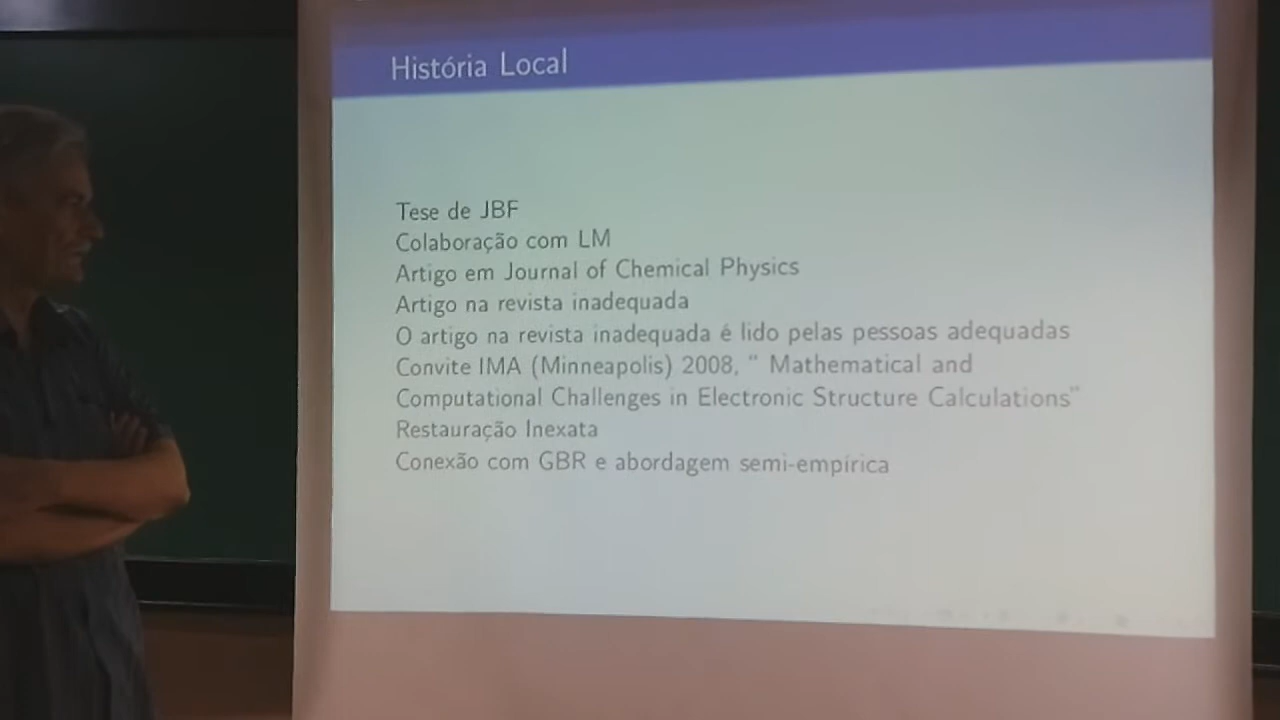 História Local
Tese de JBF
Colaboração com LM
Artigo em Journal of Chemical Physics
Artigo na revista inadequada
O artigo na revista inadequada é lido pelas pessoas adequadas
Convite IMA (Minneapolis) 2008, " Mathematical and
Computational Challenges in Electronic Structure Calculations"
Restauração Inexata
Conexão com GBR e abordagem semi-empírica